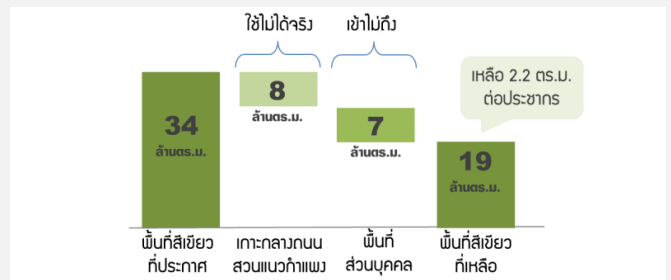 ใช้ไม่ได้จริง
เข้าไม่ถึง
เหลือ 2.2 ตร.ม.
ต่อประชากร
34
ล้านตร.ม.
8
ล้านตร.ม.
7
ล้านตร.ม.
19
ล้านตร.ม.
พื้นที่สีเขียว
ที่ประกาศ
เกาะกลางถนน
สวนแนวกำแพง
พื้นที่
ส่วนบุคคล
พื้นที่สีเขียว
ที่เหลือ